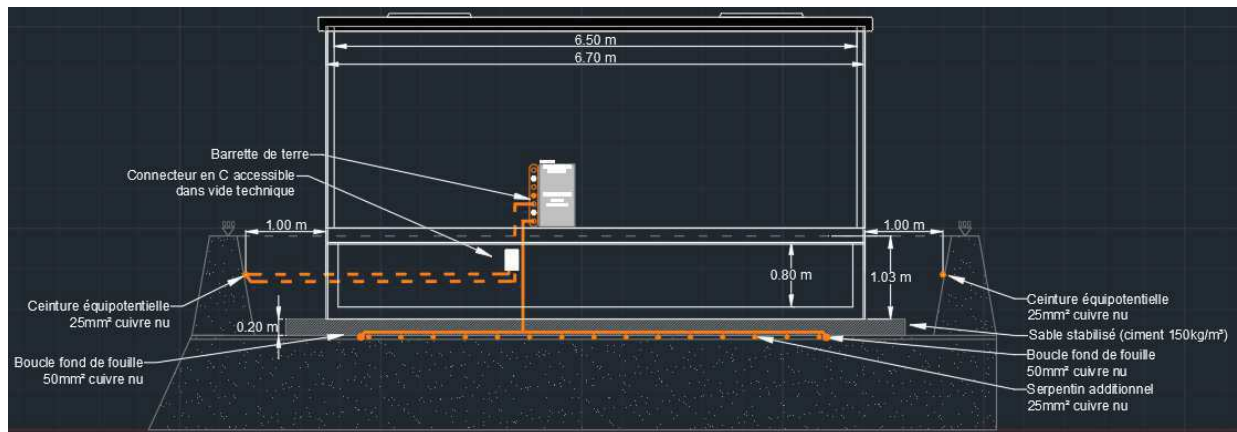 6.50 m
6.70 m
Barrette de terre
Connecteur en C accessible
dans vide technique
1.00 m
1.00 m
0.80 m
1.03 m
Ceinture équipotentielle
25mm² cuivre nu
0.20 m
Boucle fond de fouille
50mm² cuivre nu
Ceinture équipotentielle
25mm² cuivre nu
Sable stabilisé (ciment 150kg/m³)
Boucle fond de fouille
50mm² cuivre nu
Serpentin additionnel
25mm² cuivre nu